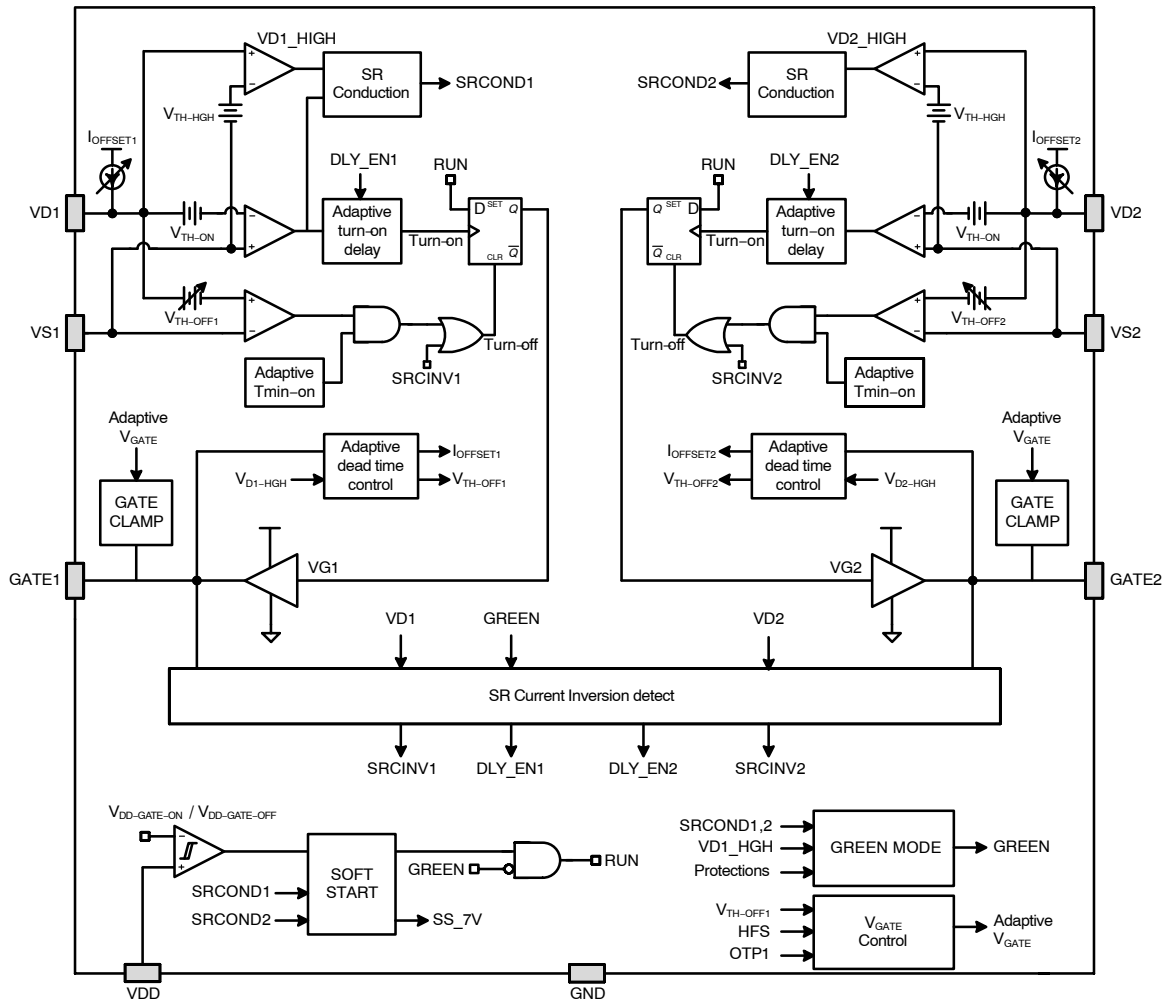 VD1_HIGH
VD2_HIGH
+
−
SR
Conduction
SRCOND1
SRCOND2
SR
Conduction
+
−
VTH−HGH
VTH−HGH
IOFFSET1
IOFFSET2
DLY_EN1
RUN
RUN
DLY_EN2
VD1
VTH−ON
−
+
Adaptive
turn-on
delay
Turn-on
D SET Q
CLR Q
Q SET D
Q CLR
Turn-on
Adaptive
turn-on
delay
−
+
VTH−ON
VD2
VS1
VTH−OFF1
+
−
Turn-off
SRCINV1
Adaptive
Tmin−on
Turn-off
SRCINV2
Adaptive
Tmin−on
+
−
VTH−OFF2
VS2
Adaptive
VGATE
GATE
CLAMP
VD1−HGH
Adaptive
dead time
control
IOFFSET1
VTH−OFF1
IOFFSET2
VTH−OFF2
Adaptive
dead time
control
VD2−HGH
Adaptive
VGATE
GATE
CLAMP
GATE1
VG1
VG2
GATE2
VD1
GREEN
VD2
SR Current Inversion detect
SRCINV1
DLY_EN1
DLY_EN2
SRCINV2
VDD−GATE−ON / VDD−GATE−OFF
−
+
SOFT
START
SRCOND1
SRCOND2
GREEN
RUN
SS_7V
SRCOND1,2
VD1_HGH
Protections
GREEN MODE
GREEN
VTH−OFF1
HFS
OTP1
VGATE
Control
Adaptive
VGATE
VDD
GND